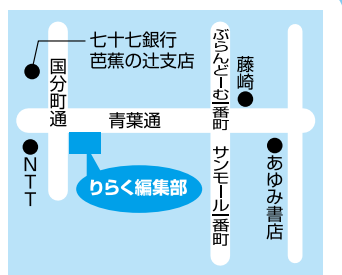 七十七銀行
芭蕉の辻支店
国分町通
ぶらんどーむ一番町
藤崎
青葉通
NTT
りらく編集部
サンモール一番町
あゆみ書店